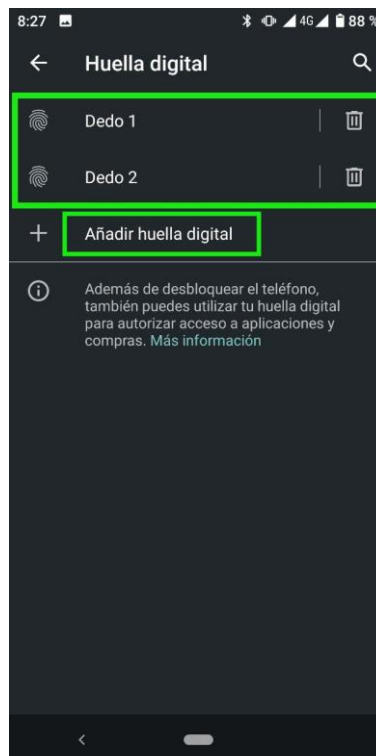 8:27 4G 88 %
Huella digital
Dedo 1
Dedo 2
Añadir huella digital
Además de desbloquear el teléfono,
también puedes utilizar tu huella digital
para autorizar acceso a aplicaciones y
compras. Más información